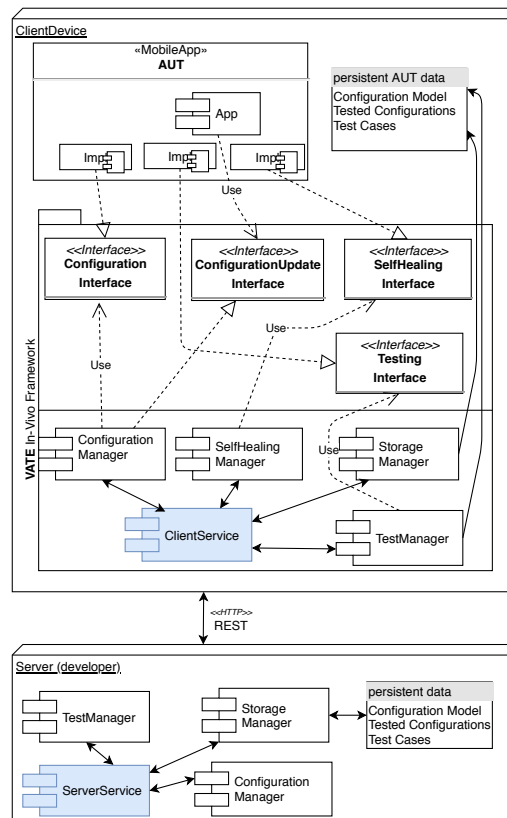 ClientDevice
«MobileApp»
AUT
App
Impl
Impl
Impl
persistent AUT data
Configuration Model
Tested Configurations
Test Cases
Use
<<Interface>>
Configuration
Interface
<<Interface>>
ConfigurationUpdate
Interface
<<Interface>>
SelfHealing
Interface
Use
Use
<<Interface>>
Testing
Interface
VATE In-Vivo Framework
Configuration
Manager
SelfHealing
Manager
Use
Storage
Manager
ClientService
TestManager
<<HTTP>>
REST
Server (developer)
TestManager
Storage
Manager
persistent data
Configuration Model
Tested Configurations
Test Cases
ServerService
Configuration
Manager